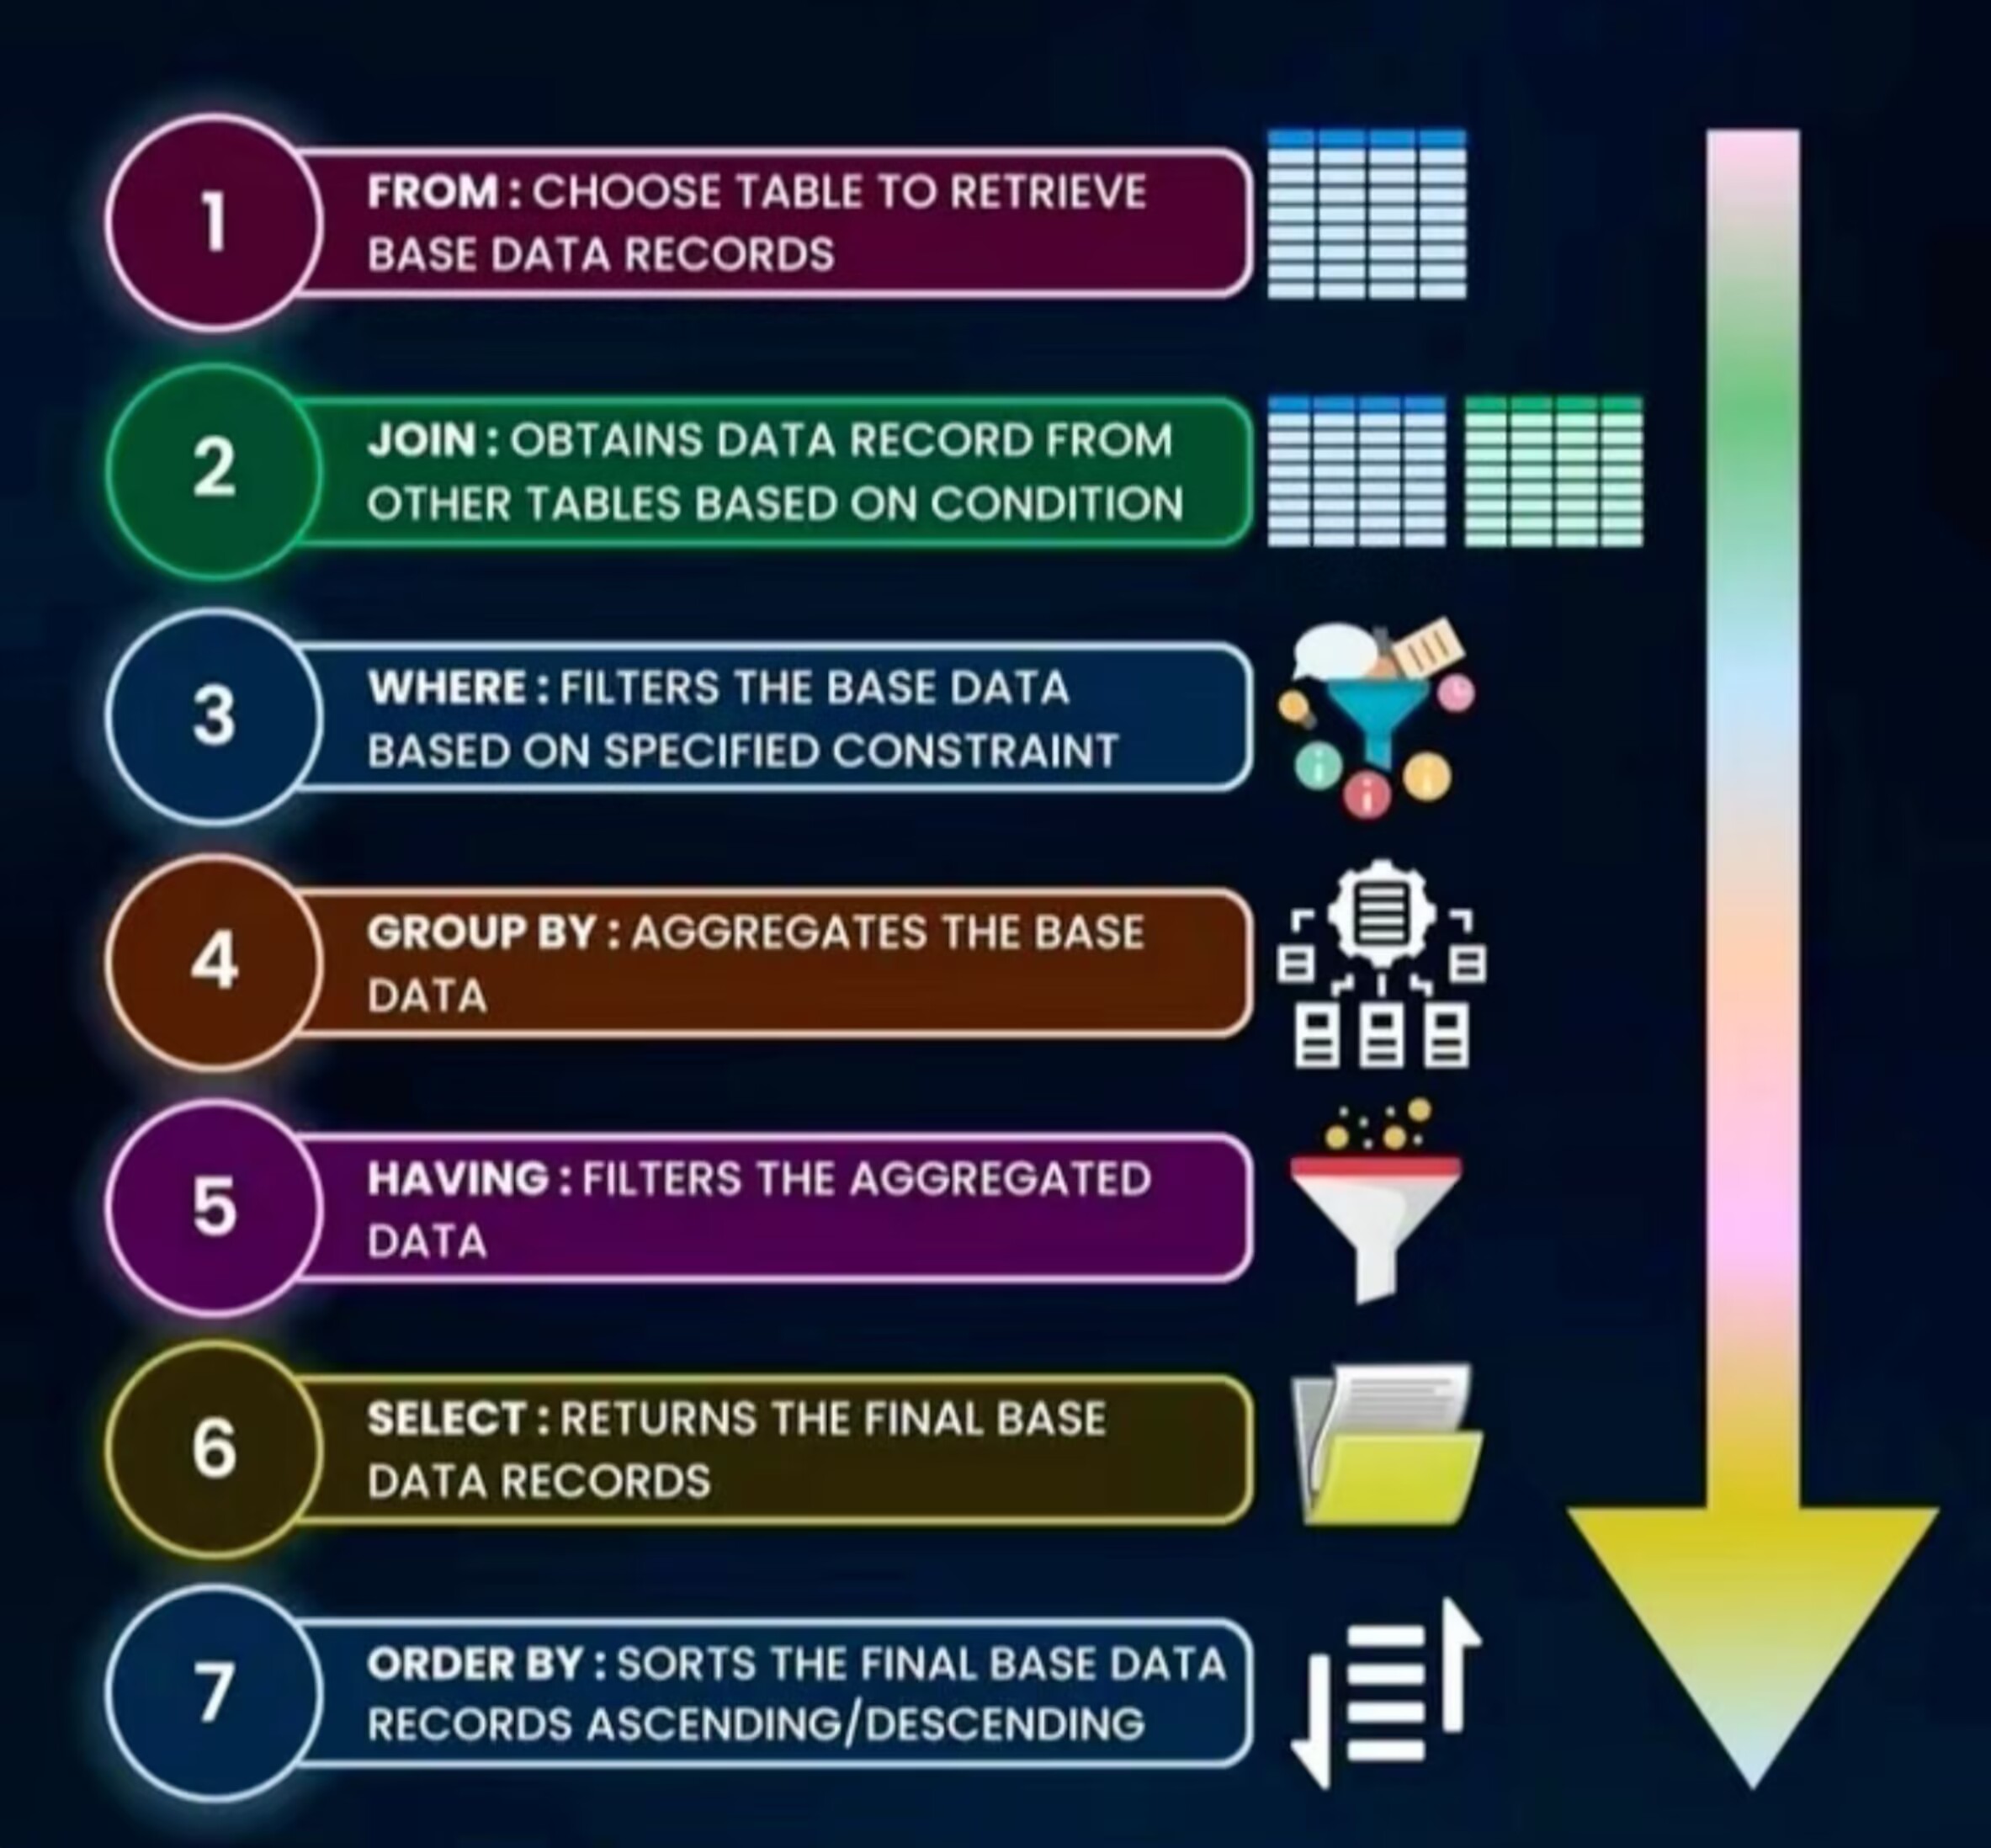 1
FROM : CHOOSE TABLE TO RETRIEVE
BASE DATA RECORDS
2
JOIN : OBTAINS DATA RECORD FROM
OTHER TABLES BASED ON CONDITION
3
WHERE : FILTERS THE BASE DATA
BASED ON SPECIFIED CONSTRAINT
4
GROUP BY : AGGREGATES THE BASE
DATA
5
HAVING : FILTERS THE AGGREGATED
DATA
6
SELECT : RETURNS THE FINAL BASE
DATA RECORDS
7
ORDER BY : SORTS THE FINAL BASE DATA
RECORDS ASCENDING/DESCENDING